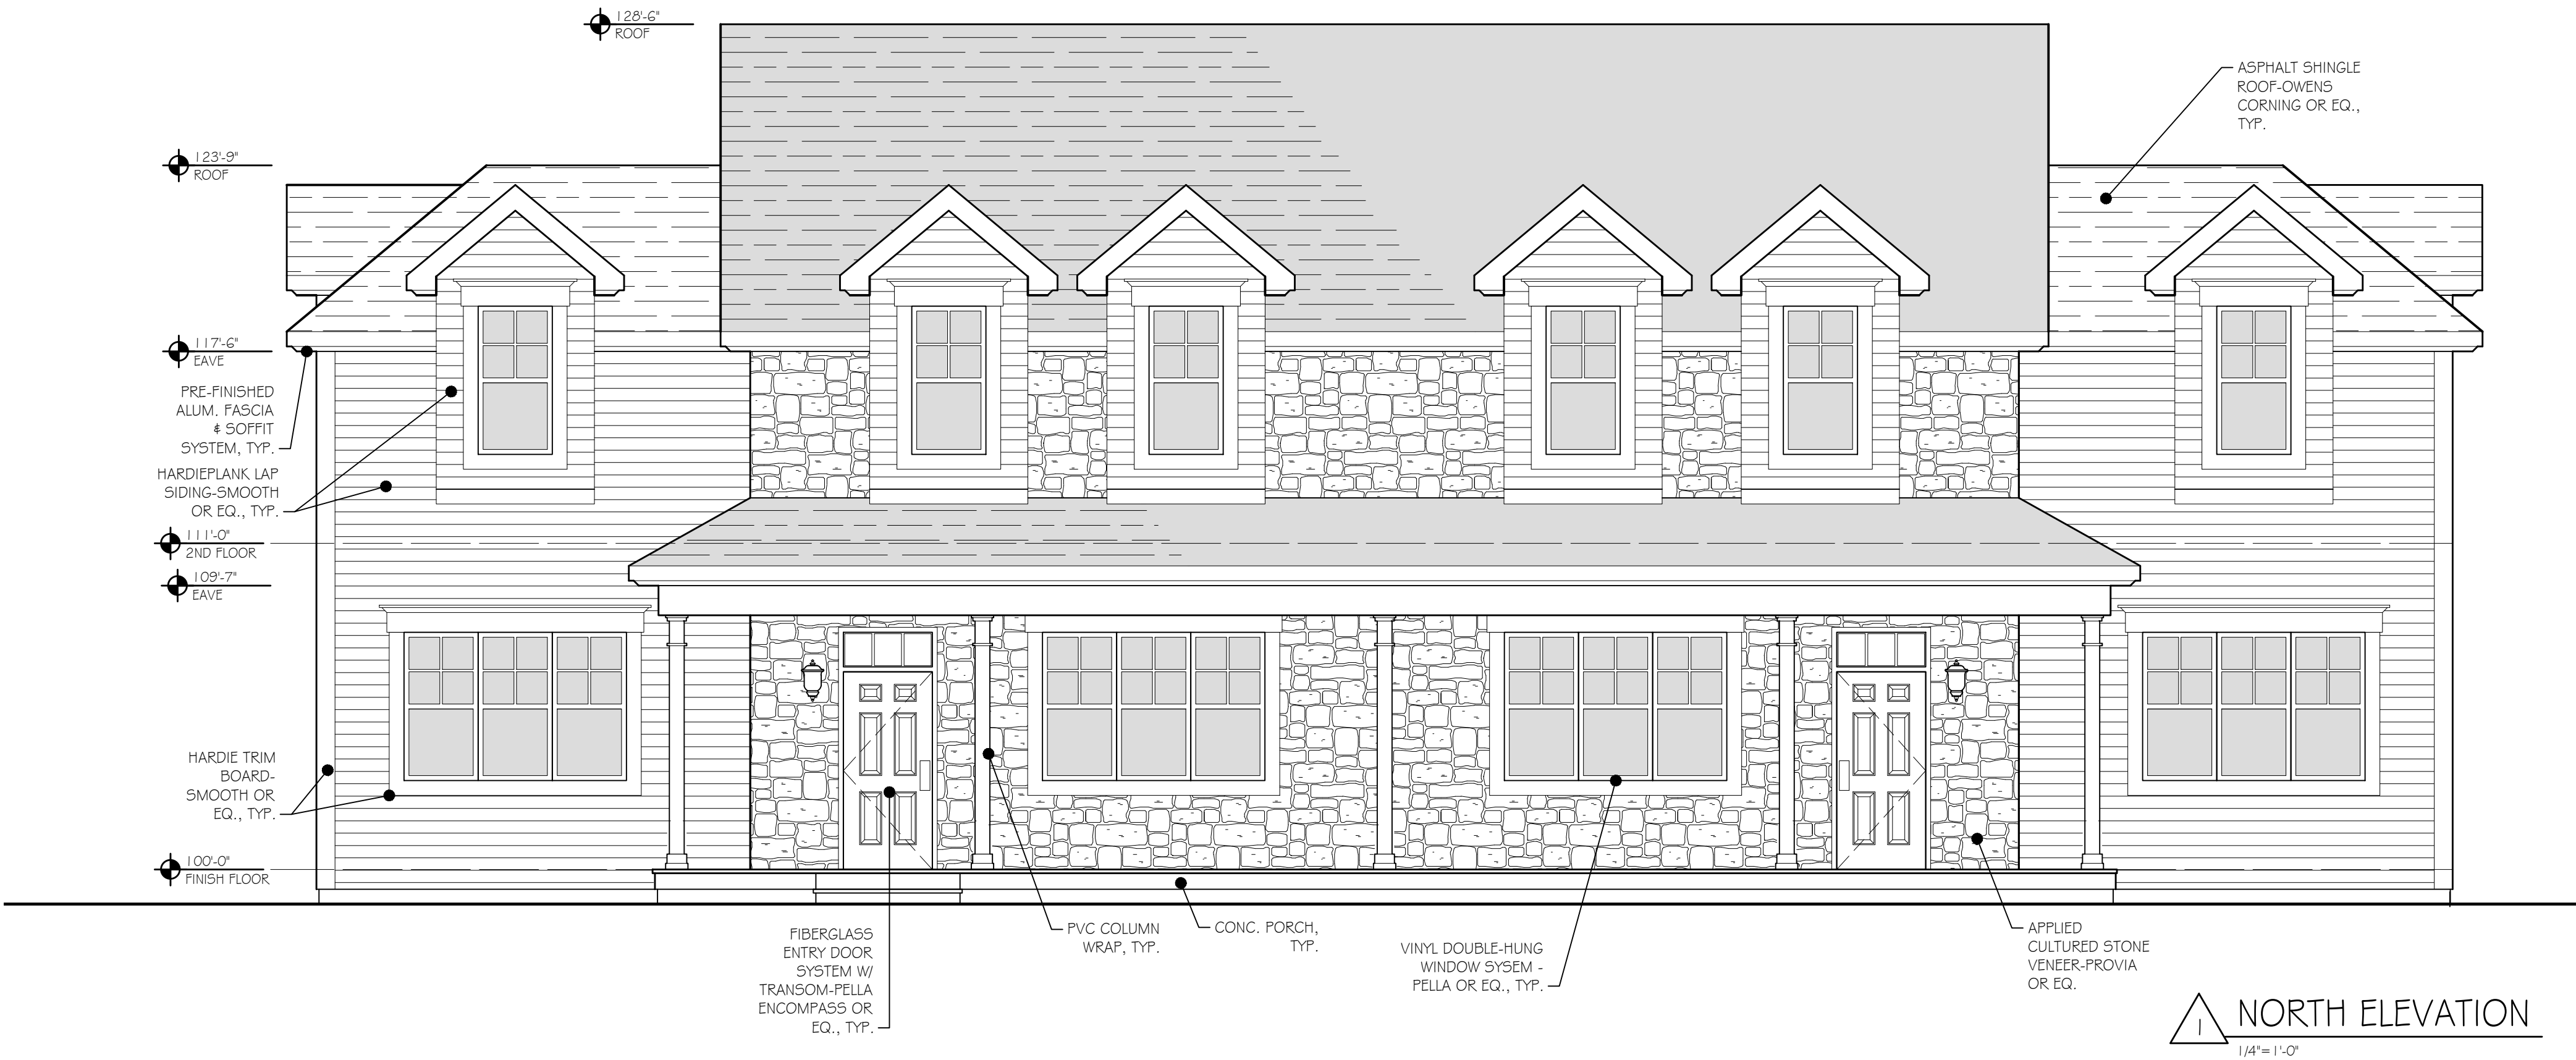 128'-6"
ROOF
123'-9"
ROOF
117'-6"
EAVE
PRE-FINISHED
ALUM. FASCIA
& SOFFIT
SYSTEM, TYP.
HARDIEPLANK LAP
SIDING-SMOOTH
OR EQ., TYP.
111'-0"
2ND FLOOR
109'-7"
EAVE
HARDIE TRIM
BOARD-
SMOOTH OR
EQ., TYP.
100'-0"
FINISH FLOOR
ASPHALT SHINGLE
ROOF-OWENS
CORNING OR EQ.,
TYP.
FIBERGLASS
ENTRY DOOR
SYSTEM W/
TRANSOM-PELLA
ENCOMPASS OR
EQ., TYP.
PVC COLUMN
WRAP, TYP.
CONC. PORCH,
TYP.
VINYL DOUBLE-HUNG
WINDOW SYSEM -
PELLA OR EQ., TYP.
APPLIED
CULTURED STONE
VENEER-PROVIA
OR EQ.
1
NORTH ELEVATION
1/4"=1'-0"